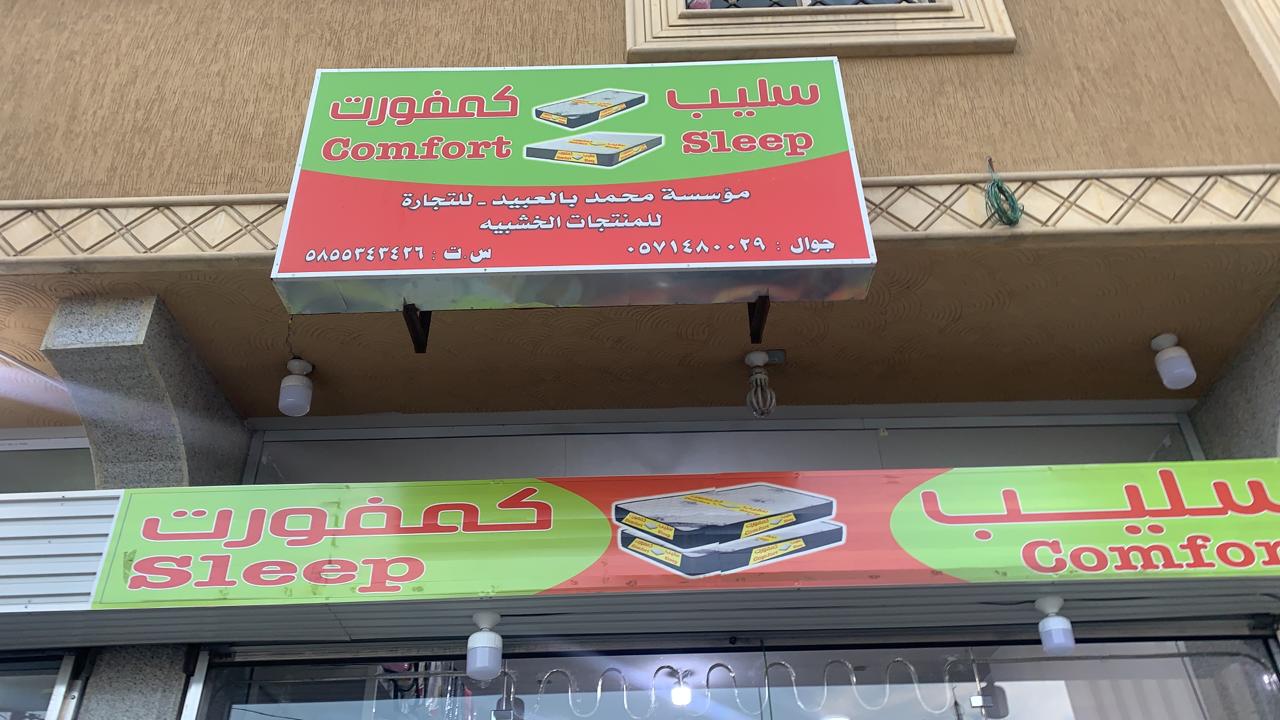 سليب كمفورت
Comfort Sleep
مؤسسة محمد بالعبيد - للتجارة
للمنتجات الخشبيه
جوال : ٠٥٧١٤٨٠٠٢٩ س.ت : ٥٨٥٥٣٤٣٤٢٦
سليب كمفورت
Sleep Comfor